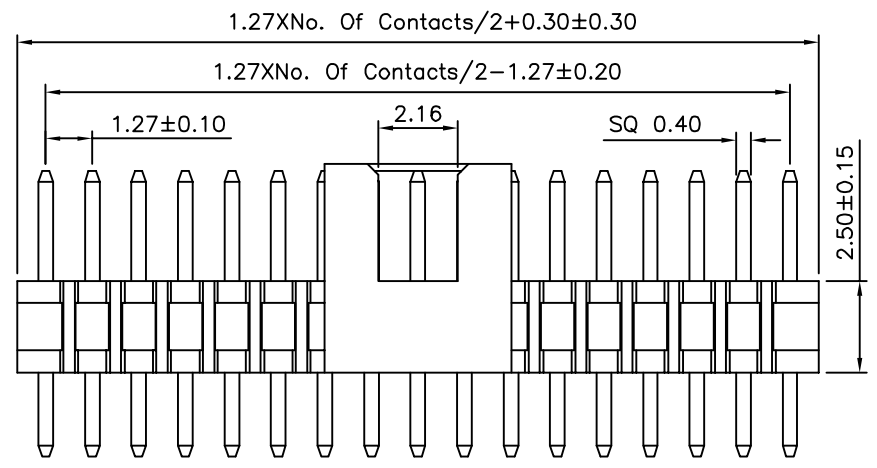 1.27XNo. Of Contacts/2+0.30±0.30
1.27XNo. Of Contacts/2-1.27±0.20
1.27±0.10
2.16
SQ 0.40
2.50±0.15